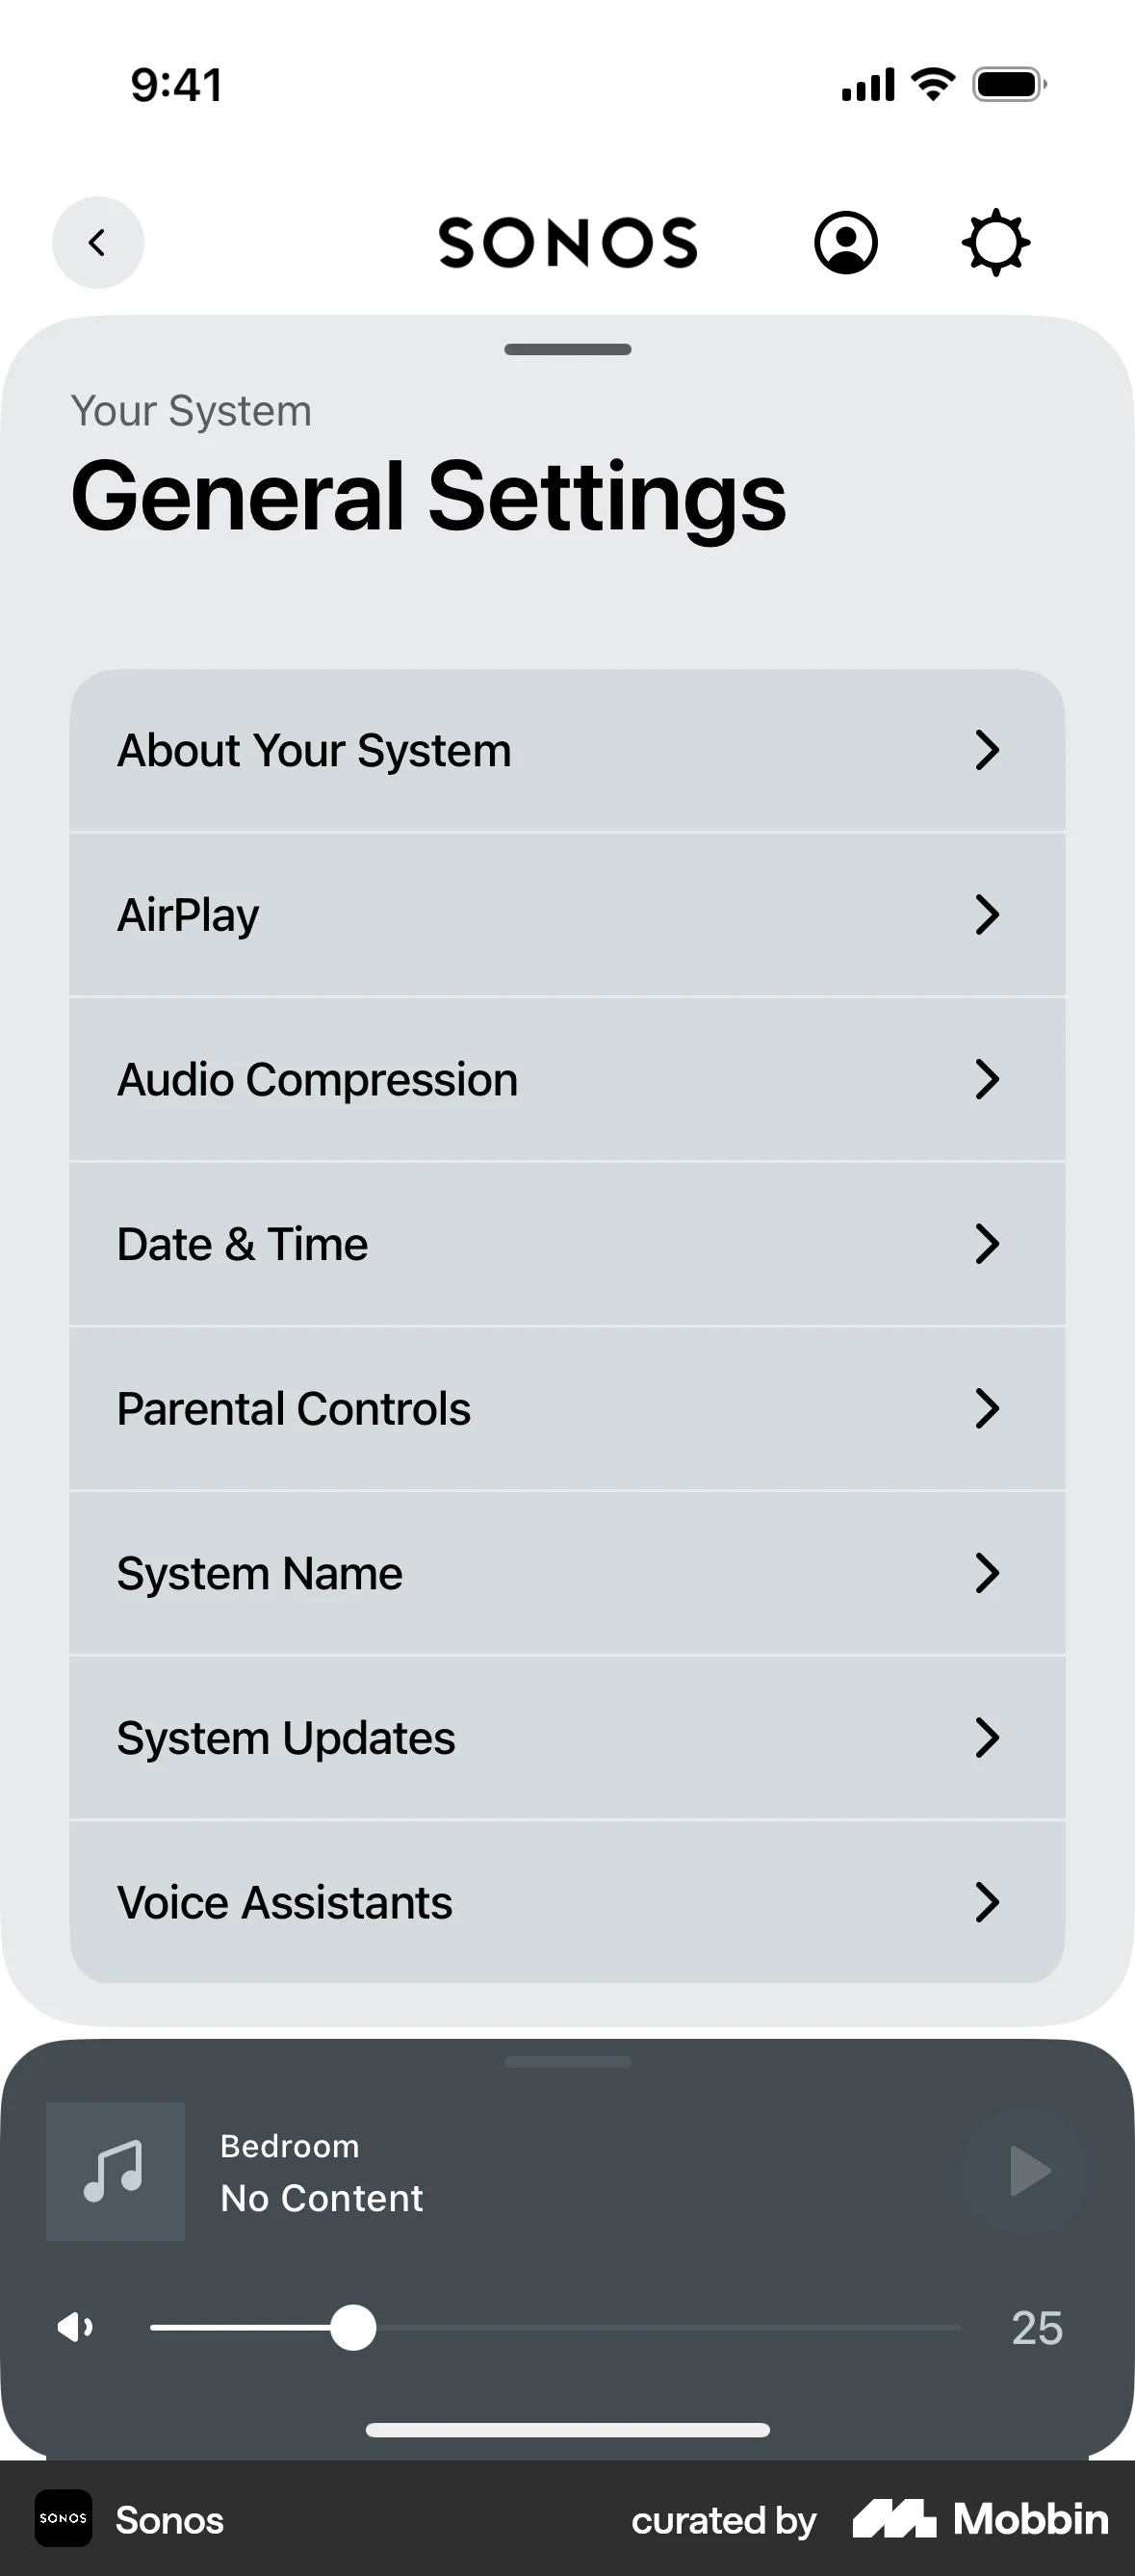 9:41
SONOS
Your System
General Settings
About Your System
AirPlay
Audio Compression
Date & Time
Parental Controls
System Name
System Updates
Voice Assistants
Bedroom
No Content
25
SONOS Sonos curated by Mobbin